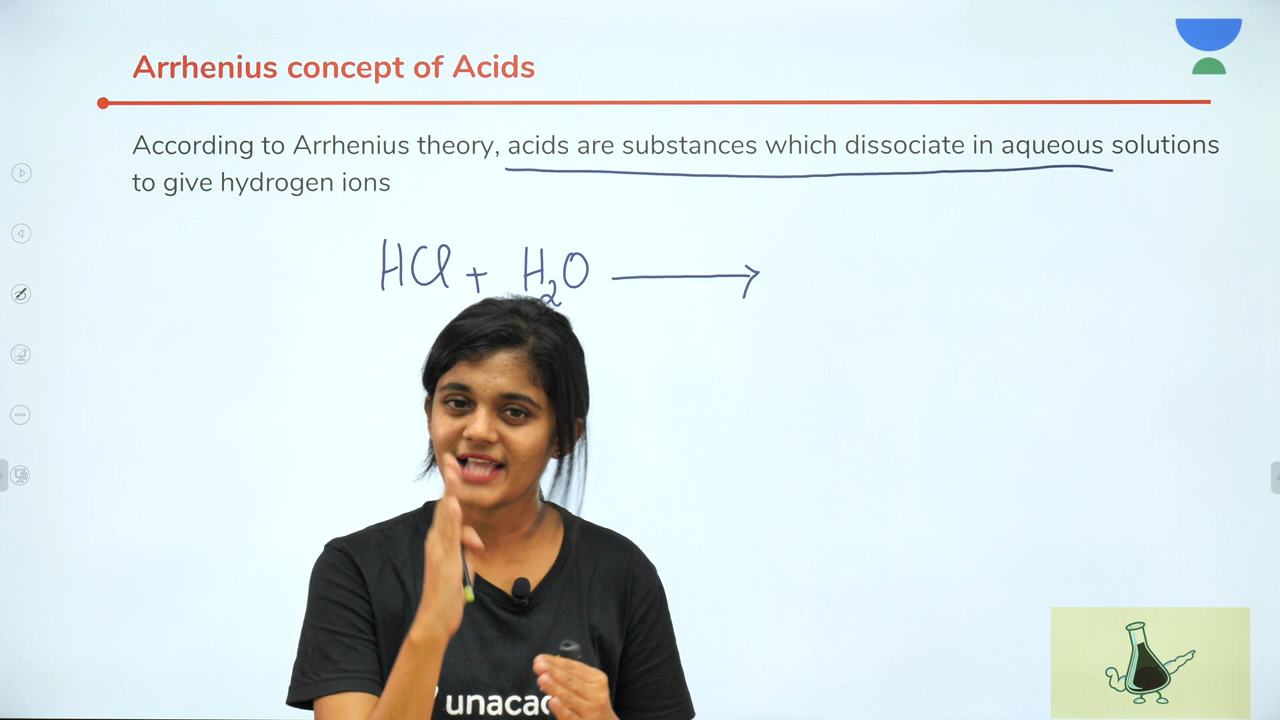 Arrhenius concept of Acids
According to Arrhenius theory, acids are substances which dissociate in aqueous solutions
to give hydrogen ions
HCl + H₂O ⟶